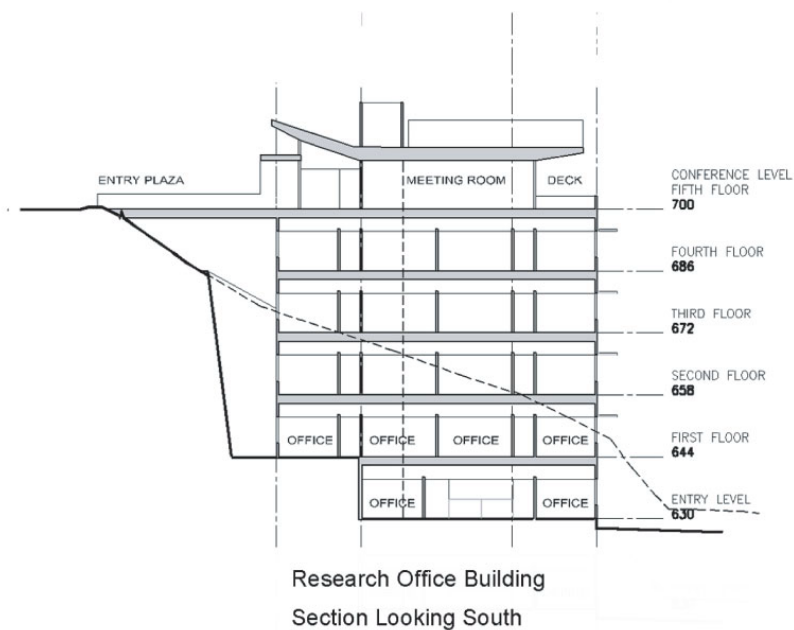 ENTRY PLAZA
MEETING ROOM
DECK
CONFERENCE LEVEL
FIFTH FLOOR
700
FOURTH FLOOR
686
THIRD FLOOR
672
SECOND FLOOR
658
OFFICE OFFICE OFFICE OFFICE
FIRST FLOOR
644
OFFICE OFFICE
ENTRY LEVEL
630
Research Office Building
Section Looking South